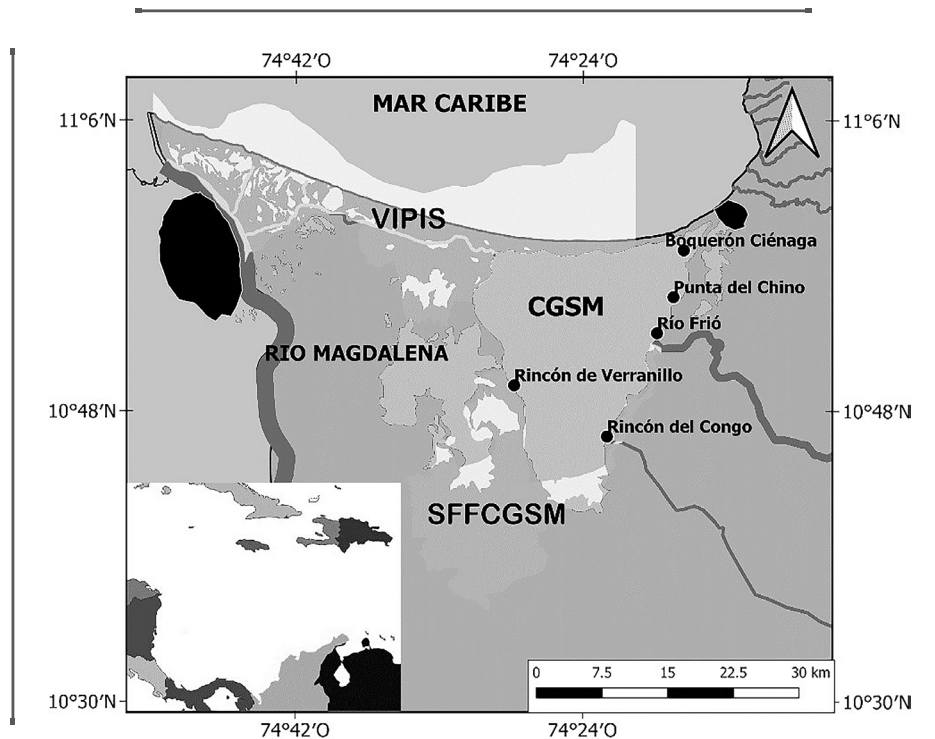 74°42′O 74°24′O
MAR CARIBE
11°6′N 11°6′N
VIPIS
Boquerón Ciénaga
Punta del Chino
CGSM
Río Frió
RIO MAGDALENA
Rincón de Verranillo
10°48′N 10°48′N
Rincón del Congo
SFFCGSM
0 7.5 15 22.5 30 km
10°30′N 10°30′N
74°42′O 74°24′O